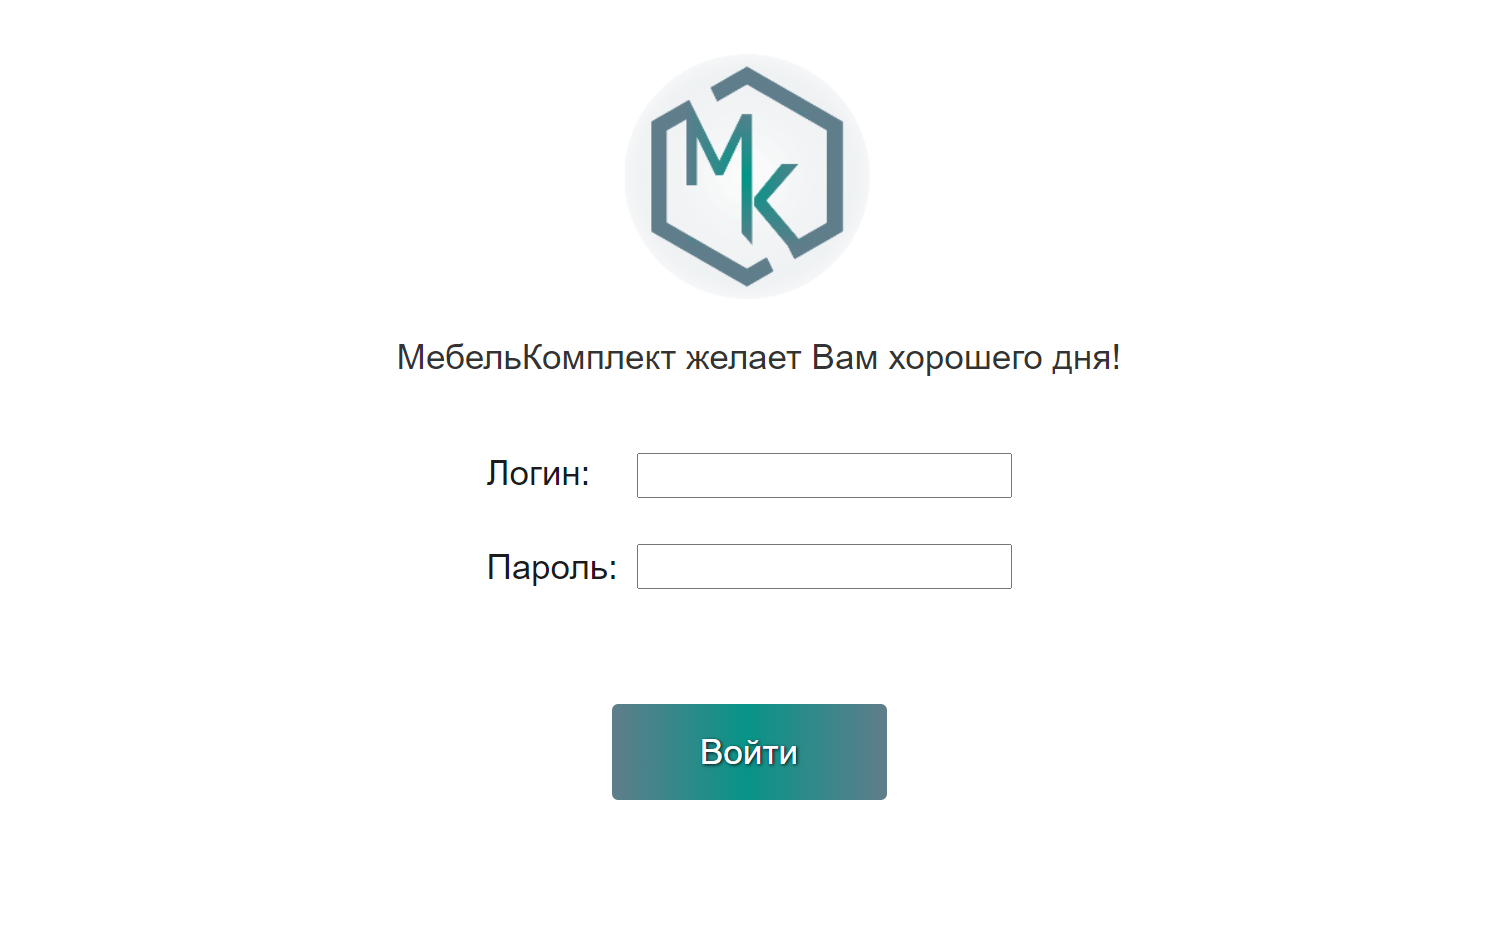 МК
МебельКомплект желает Вам хорошего дня!
Логин:
Пароль:
Войти